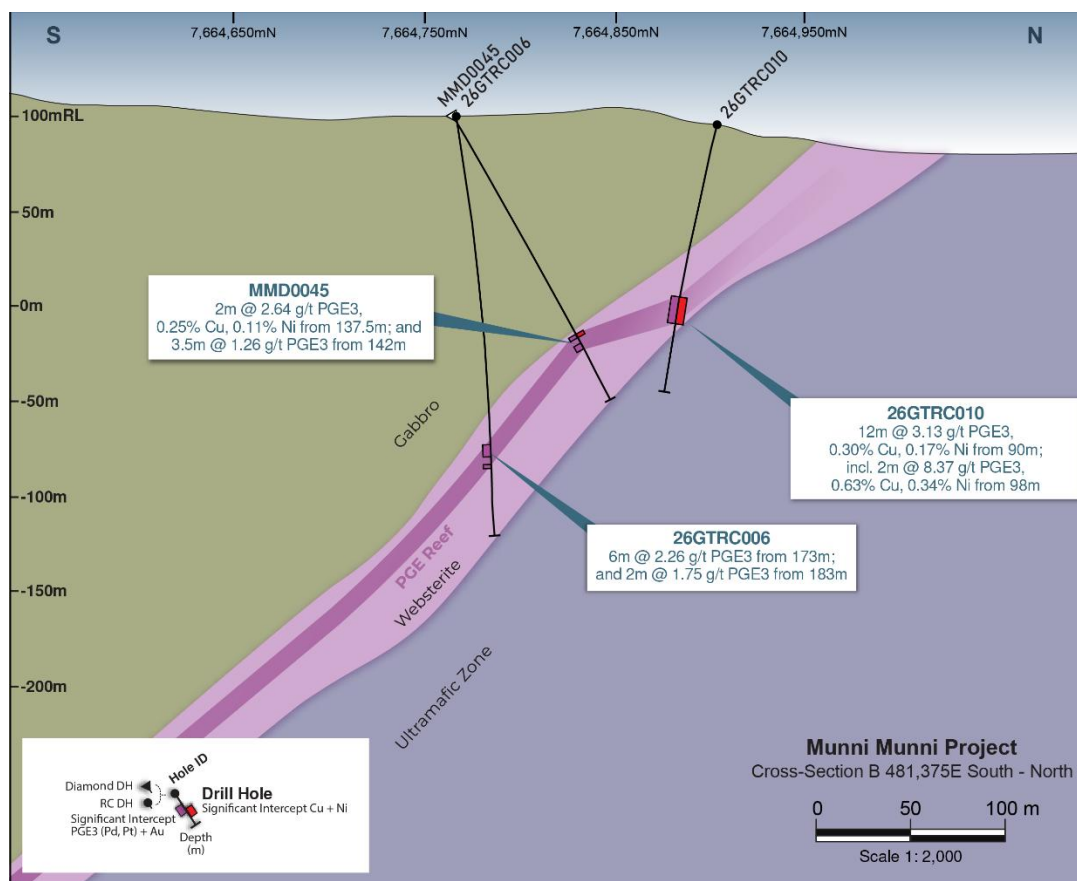 S
7,664,650mN
7,664,750mN
7,664,850mN
7,664,950mN
N
MMD0045
26GTRC006
26GTRC010
100mRL
50m
0m
-50m
-100m
-150m
-200m
MMD0045
2m @ 2.64 g/t PGE3,
0.25% Cu, 0.11% Ni from 137.5m; and
3.5m @ 1.26 g/t PGE3 from 142m
26GTRC010
12m @ 3.13 g/t PGE3,
0.30% Cu, 0.17% Ni from 90m;
incl. 2m @ 8.37 g/t PGE3,
0.63% Cu, 0.34% Ni from 98m
26GTRC006
6m @ 2.26 g/t PGE3 from 173m;
and 2m @ 1.75 g/t PGE3 from 183m
Gabbro
PGE Reef
Websterite
Ultramafic Zone
Hole ID
Diamond DH
RC DH
Significant Intercept
PGE3 (Pd, Pt) + Au
Drill Hole
Significant Intercept Cu + Ni
Depth
(m)
Munni Munni Project
Cross-Section B 481,375E South - North
0 50 100 m
Scale 1: 2,000